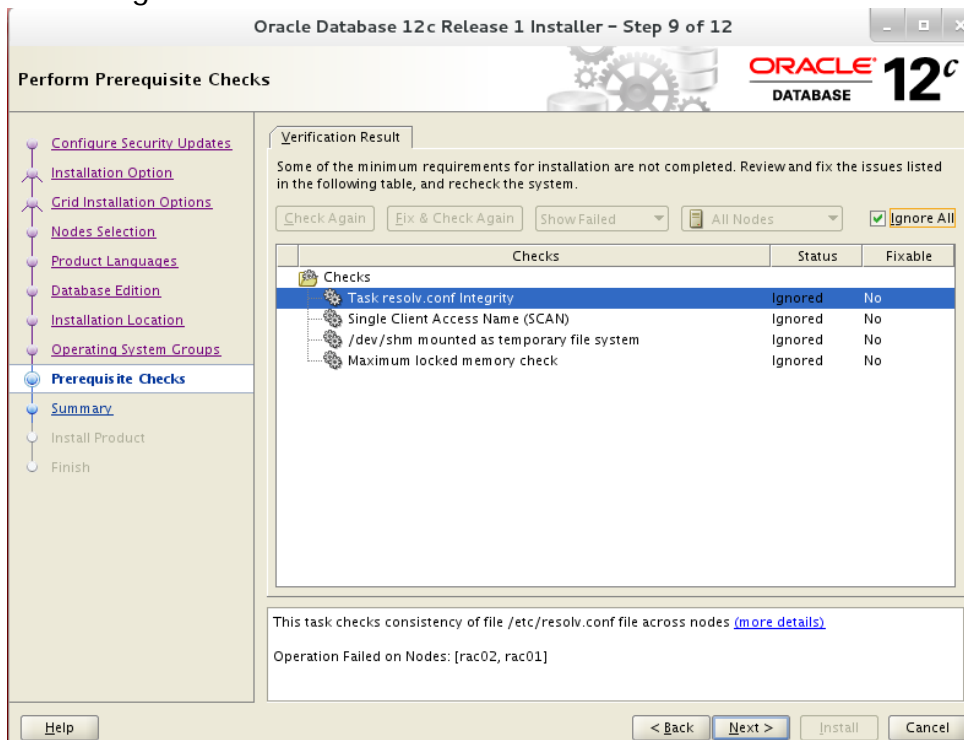 Oracle Database 12c Release 1 Installer – Step 9 of 12
Perform Prerequisite Checks
ORACLE
DATABASE
12c
Configure Security Updates
Installation Option
Grid Installation Options
Nodes Selection
Product Languages
Database Edition
Installation Location
Operating System Groups
Prerequisite Checks
Summary
Install Product
Finish
Verification Result
Some of the minimum requirements for installation are not completed. Review and fix the issues listed
in the following table, and recheck the system.
Check Again Fix & Check Again Show Failed All Nodes Ignore All
Checks Status Fixable
Checks
Task resolv.conf Integrity Ignored No
Single Client Access Name (SCAN) Ignored No
/dev/shm mounted as temporary file system Ignored No
Maximum locked memory check Ignored No
This task checks consistency of file /etc/resolv.conf file across nodes (more details)
Operation Failed on Nodes: [rac02, rac01]
Help < Back Next > Install Cancel